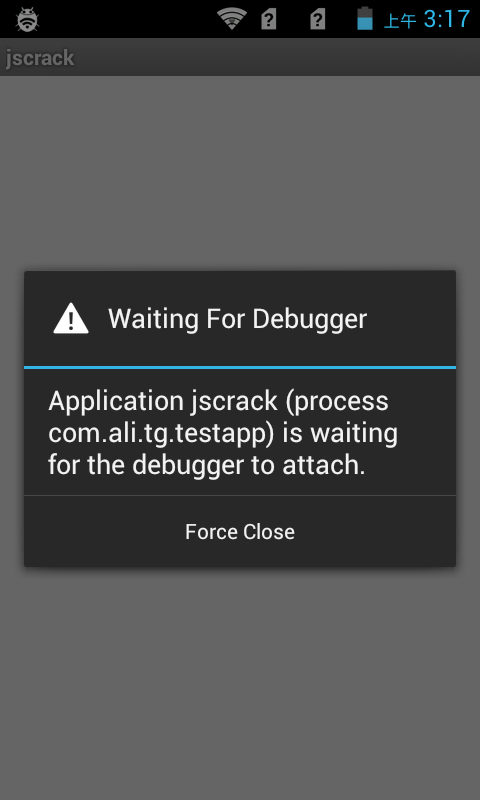 上午 3:17
jscrack
Waiting For Debugger
Application jscrack (process
com.ali.tg.testapp) is waiting
for the debugger to attach.
Force Close